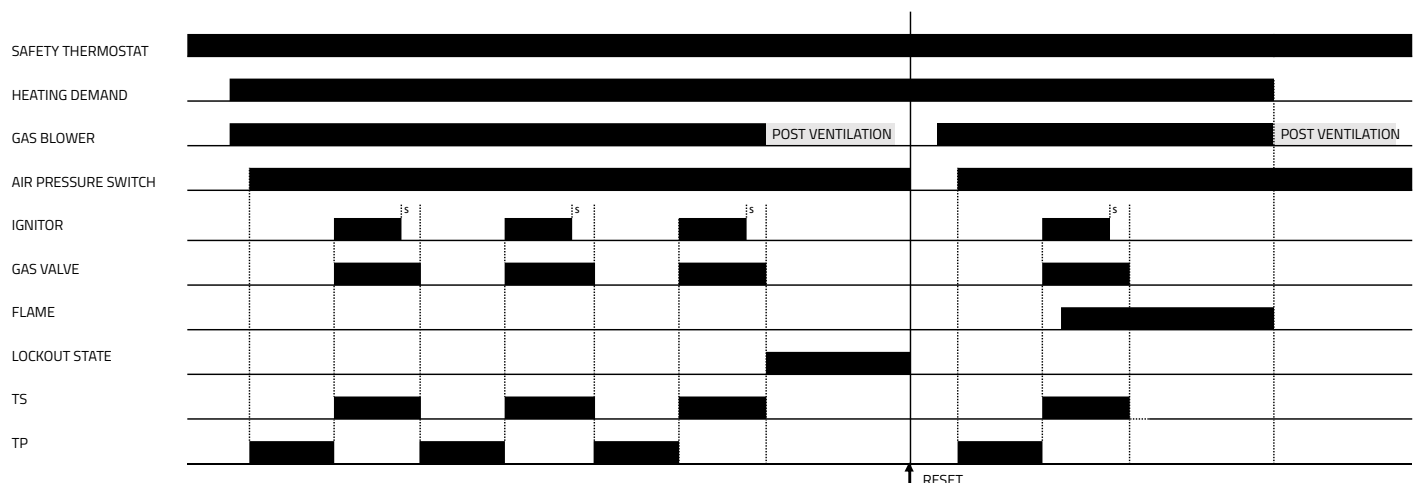 SAFETY THERMOSTAT
HEATING DEMAND
GAS BLOWER
POST VENTILATION
POST VENTILATION
AIR PRESSURE SWITCH
s
s
s
s
IGNITOR
GAS VALVE
FLAME
LOCKOUT STATE
TS
TP
RESET